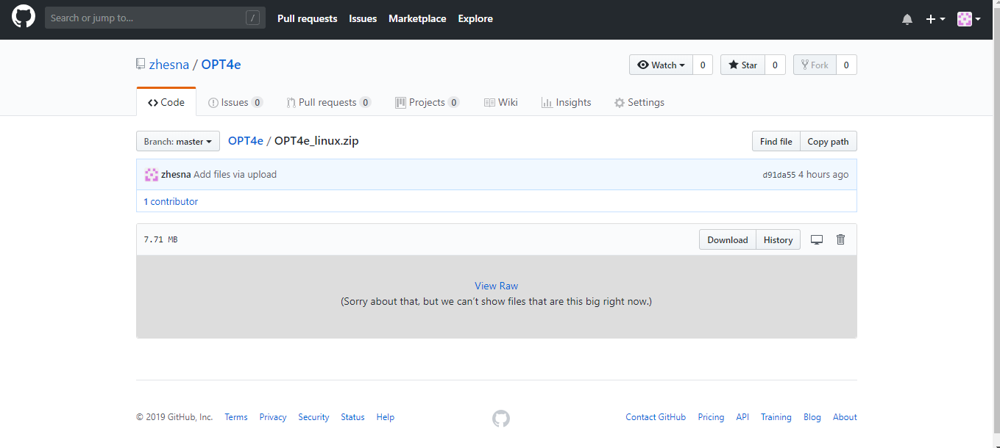 Search or jump to... / Pull requests Issues Marketplace Explore
zhesna / OPT4e Watch 0 Star 0 Fork 0
Code Issues 0 Pull requests 0 Projects 0 Wiki Insights Settings
Branch: master OPT4e / OPT4e_linux.zip Find file Copy path
zhesna Add files via upload d91da55 4 hours ago
1 contributor
7.71 MB Download History
View Raw
(Sorry about that, but we can't show files that are this big right now.)
© 2019 GitHub, Inc. Terms Privacy Security Status Help Contact GitHub Pricing API Training Blog About